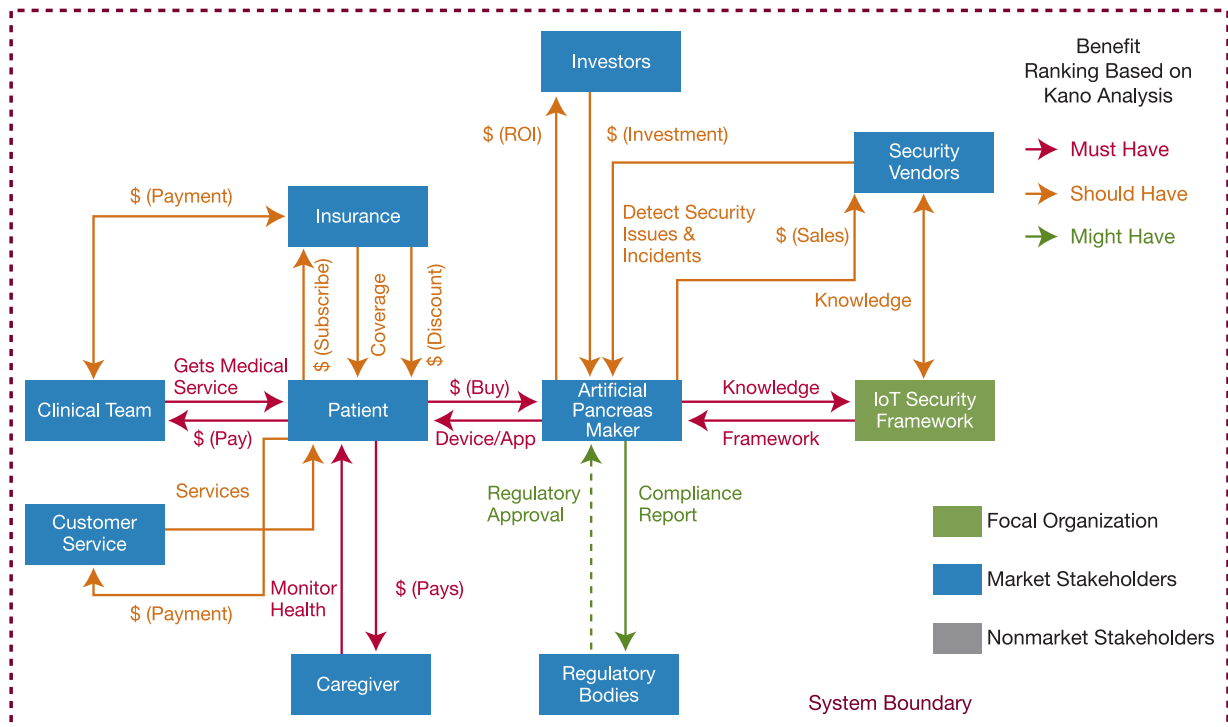 Investors
Benefit
Ranking Based on
Kano Analysis
Must Have
Should Have
Might Have
$ (ROI)
$ (Investment)
Security
Vendors
$ (Payment)
Insurance
Detect Security
Issues &
Incidents
$ (Sales)
Knowledge
$ (Subscribe)
Coverage
$ (Discount)
Gets Medical
Service
Clinical Team
$ (Pay)
Patient
$ (Buy)
Device/App
Artificial
Pancreas
Maker
Knowledge
Framework
IoT Security
Framework
Services
Customer
Service
$ (Payment)
Monitor
Health
$ (Pays)
Caregiver
Regulatory
Approval
Compliance
Report
Regulatory
Bodies
Focal Organization
Market Stakeholders
Nonmarket Stakeholders
System Boundary